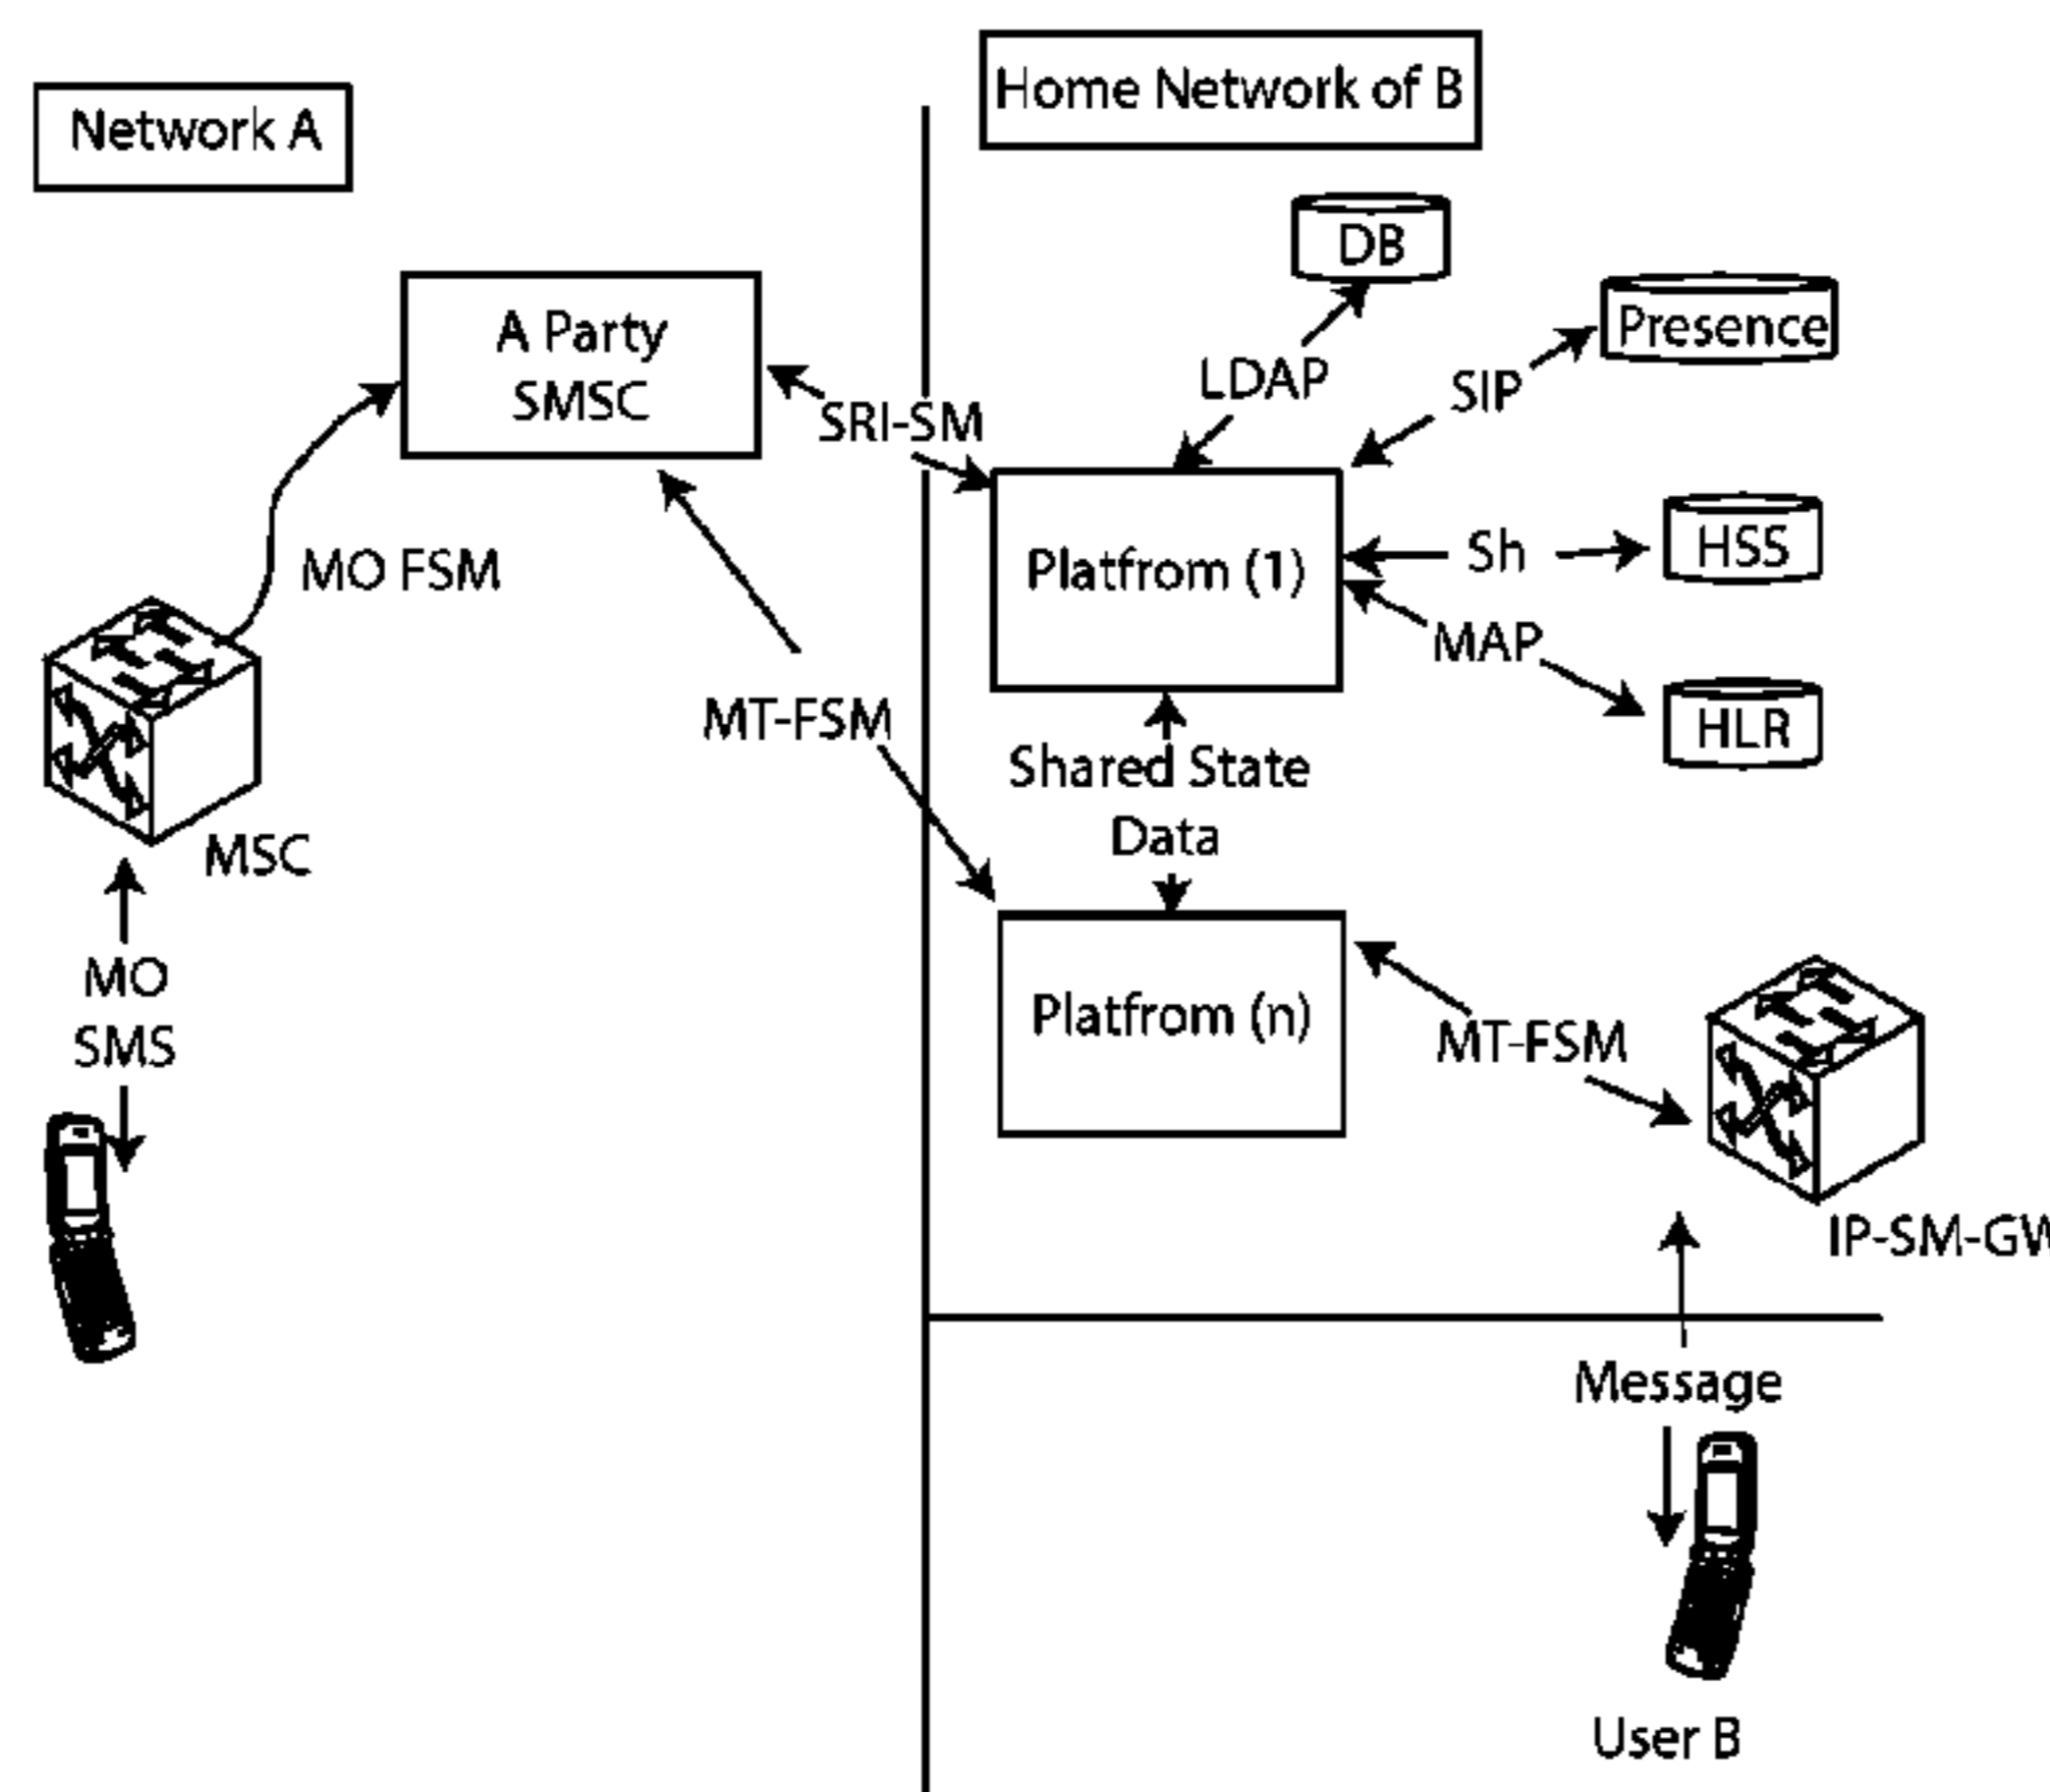 Network A
Home Network of B
DB
Presence
A Party
SMSC
LDAP
SIP
SRI-SM
MO FSM
Platfrom (1)
Sh
HSS
MAP
HLR
MT-FSM
Shared State
Data
MSC
MO
SMS
Platfrom (n)
MT-FSM
IP-SM-GW
Message
User B